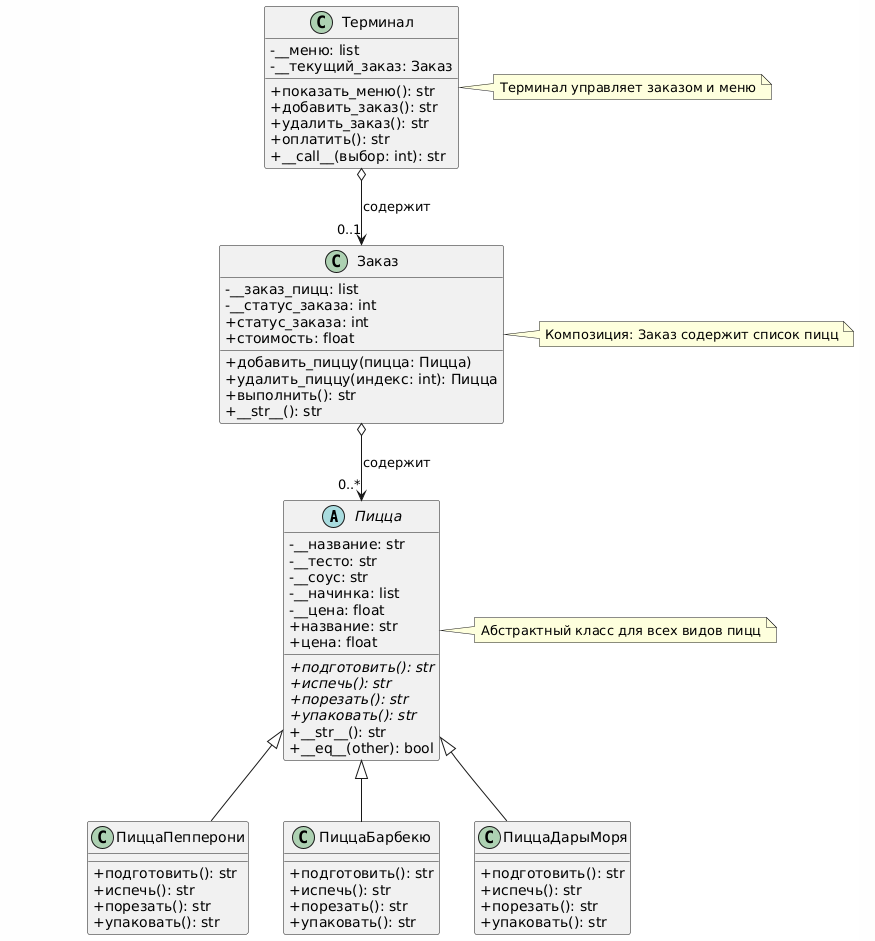 C Терминал
-__меню: list
-__текущий_заказ: Заказ
+показать_меню(): str
+добавить_заказ(): str
+удалить_заказ(): str
+оплатить(): str
+__call__(выбор: int): str
Терминал управляет заказом и меню
содержит
0..1
C Заказ
-__заказ_пицц: list
-__статус_заказа: int
+статус_заказа: int
+стоимость: float
+добавить_пиццу(пицца: Пицца)
+удалить_пиццу(индекс: int): Пицца
+выполнить(): str
+__str__(): str
Композиция: Заказ содержит список пицц
содержит
0..*
A Пицца
-__название: str
-__тесто: str
-__соус: str
-__начинка: list
-__цена: float
+название: str
+цена: float
+подготовить(): str
+испечь(): str
+порезать(): str
+упаковать(): str
+__str__(): str
+__eq__(other): bool
Абстрактный класс для всех видов пицц
C ПиццаПепперони
+подготовить(): str
+испечь(): str
+порезать(): str
+упаковать(): str
C ПиццаБарбекю
+подготовить(): str
+испечь(): str
+порезать(): str
+упаковать(): str
C ПиццаДарыМоря
+подготовить(): str
+испечь(): str
+порезать(): str
+упаковать(): str